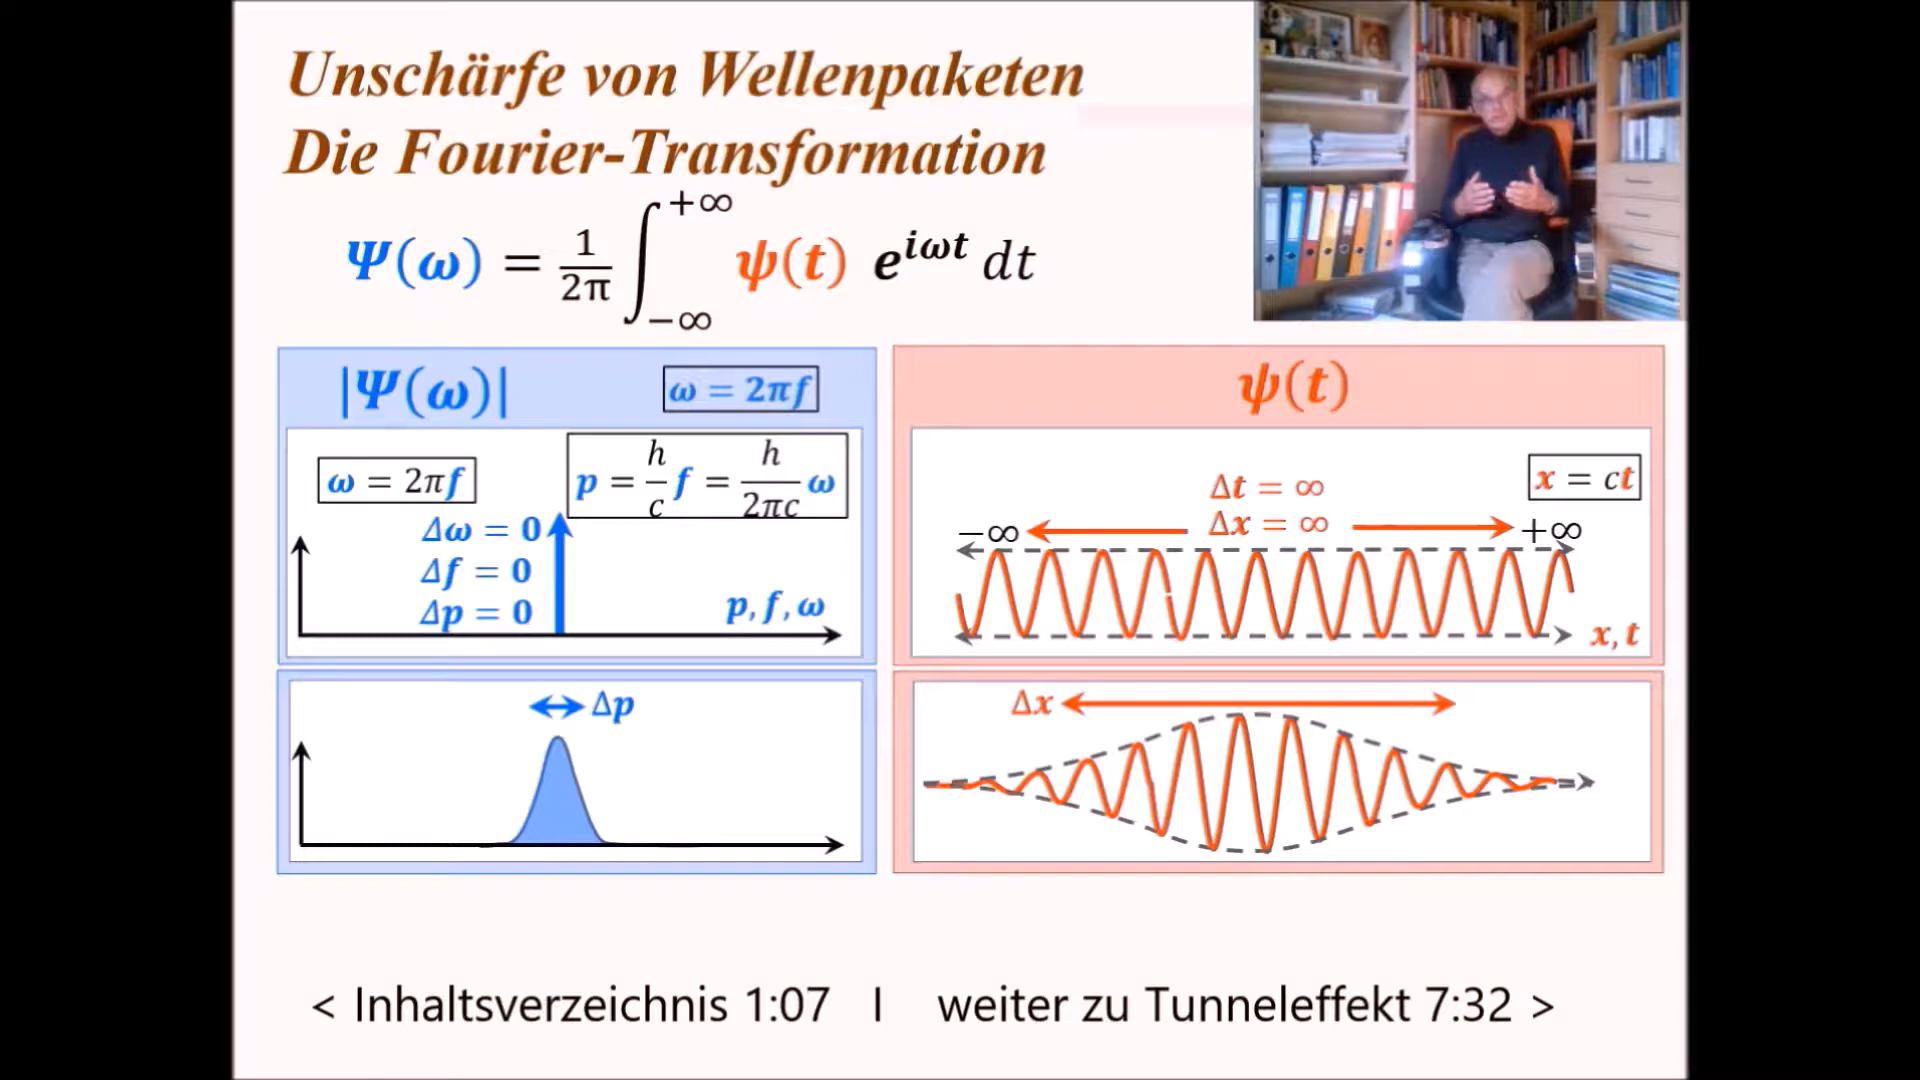 Unschärfe von Wellenpaketen
Die Fourier-Transformation
Ψ(ω) = 1/2π ∫_{-∞}^{+∞} ψ(t) e^{iωt} dt
|Ψ(ω)|
ω = 2πf
ω = 2πf
p = h/c f = h/2πc ω
Δω = 0
Δf = 0
Δp = 0
p, f, ω
ψ(t)
Δt = ∞
x = ct
Δx = ∞
−∞
+∞
x, t
Δp
Δx
< Inhaltsverzeichnis 1:07 I weiter zu Tunneleffekt 7:32 >